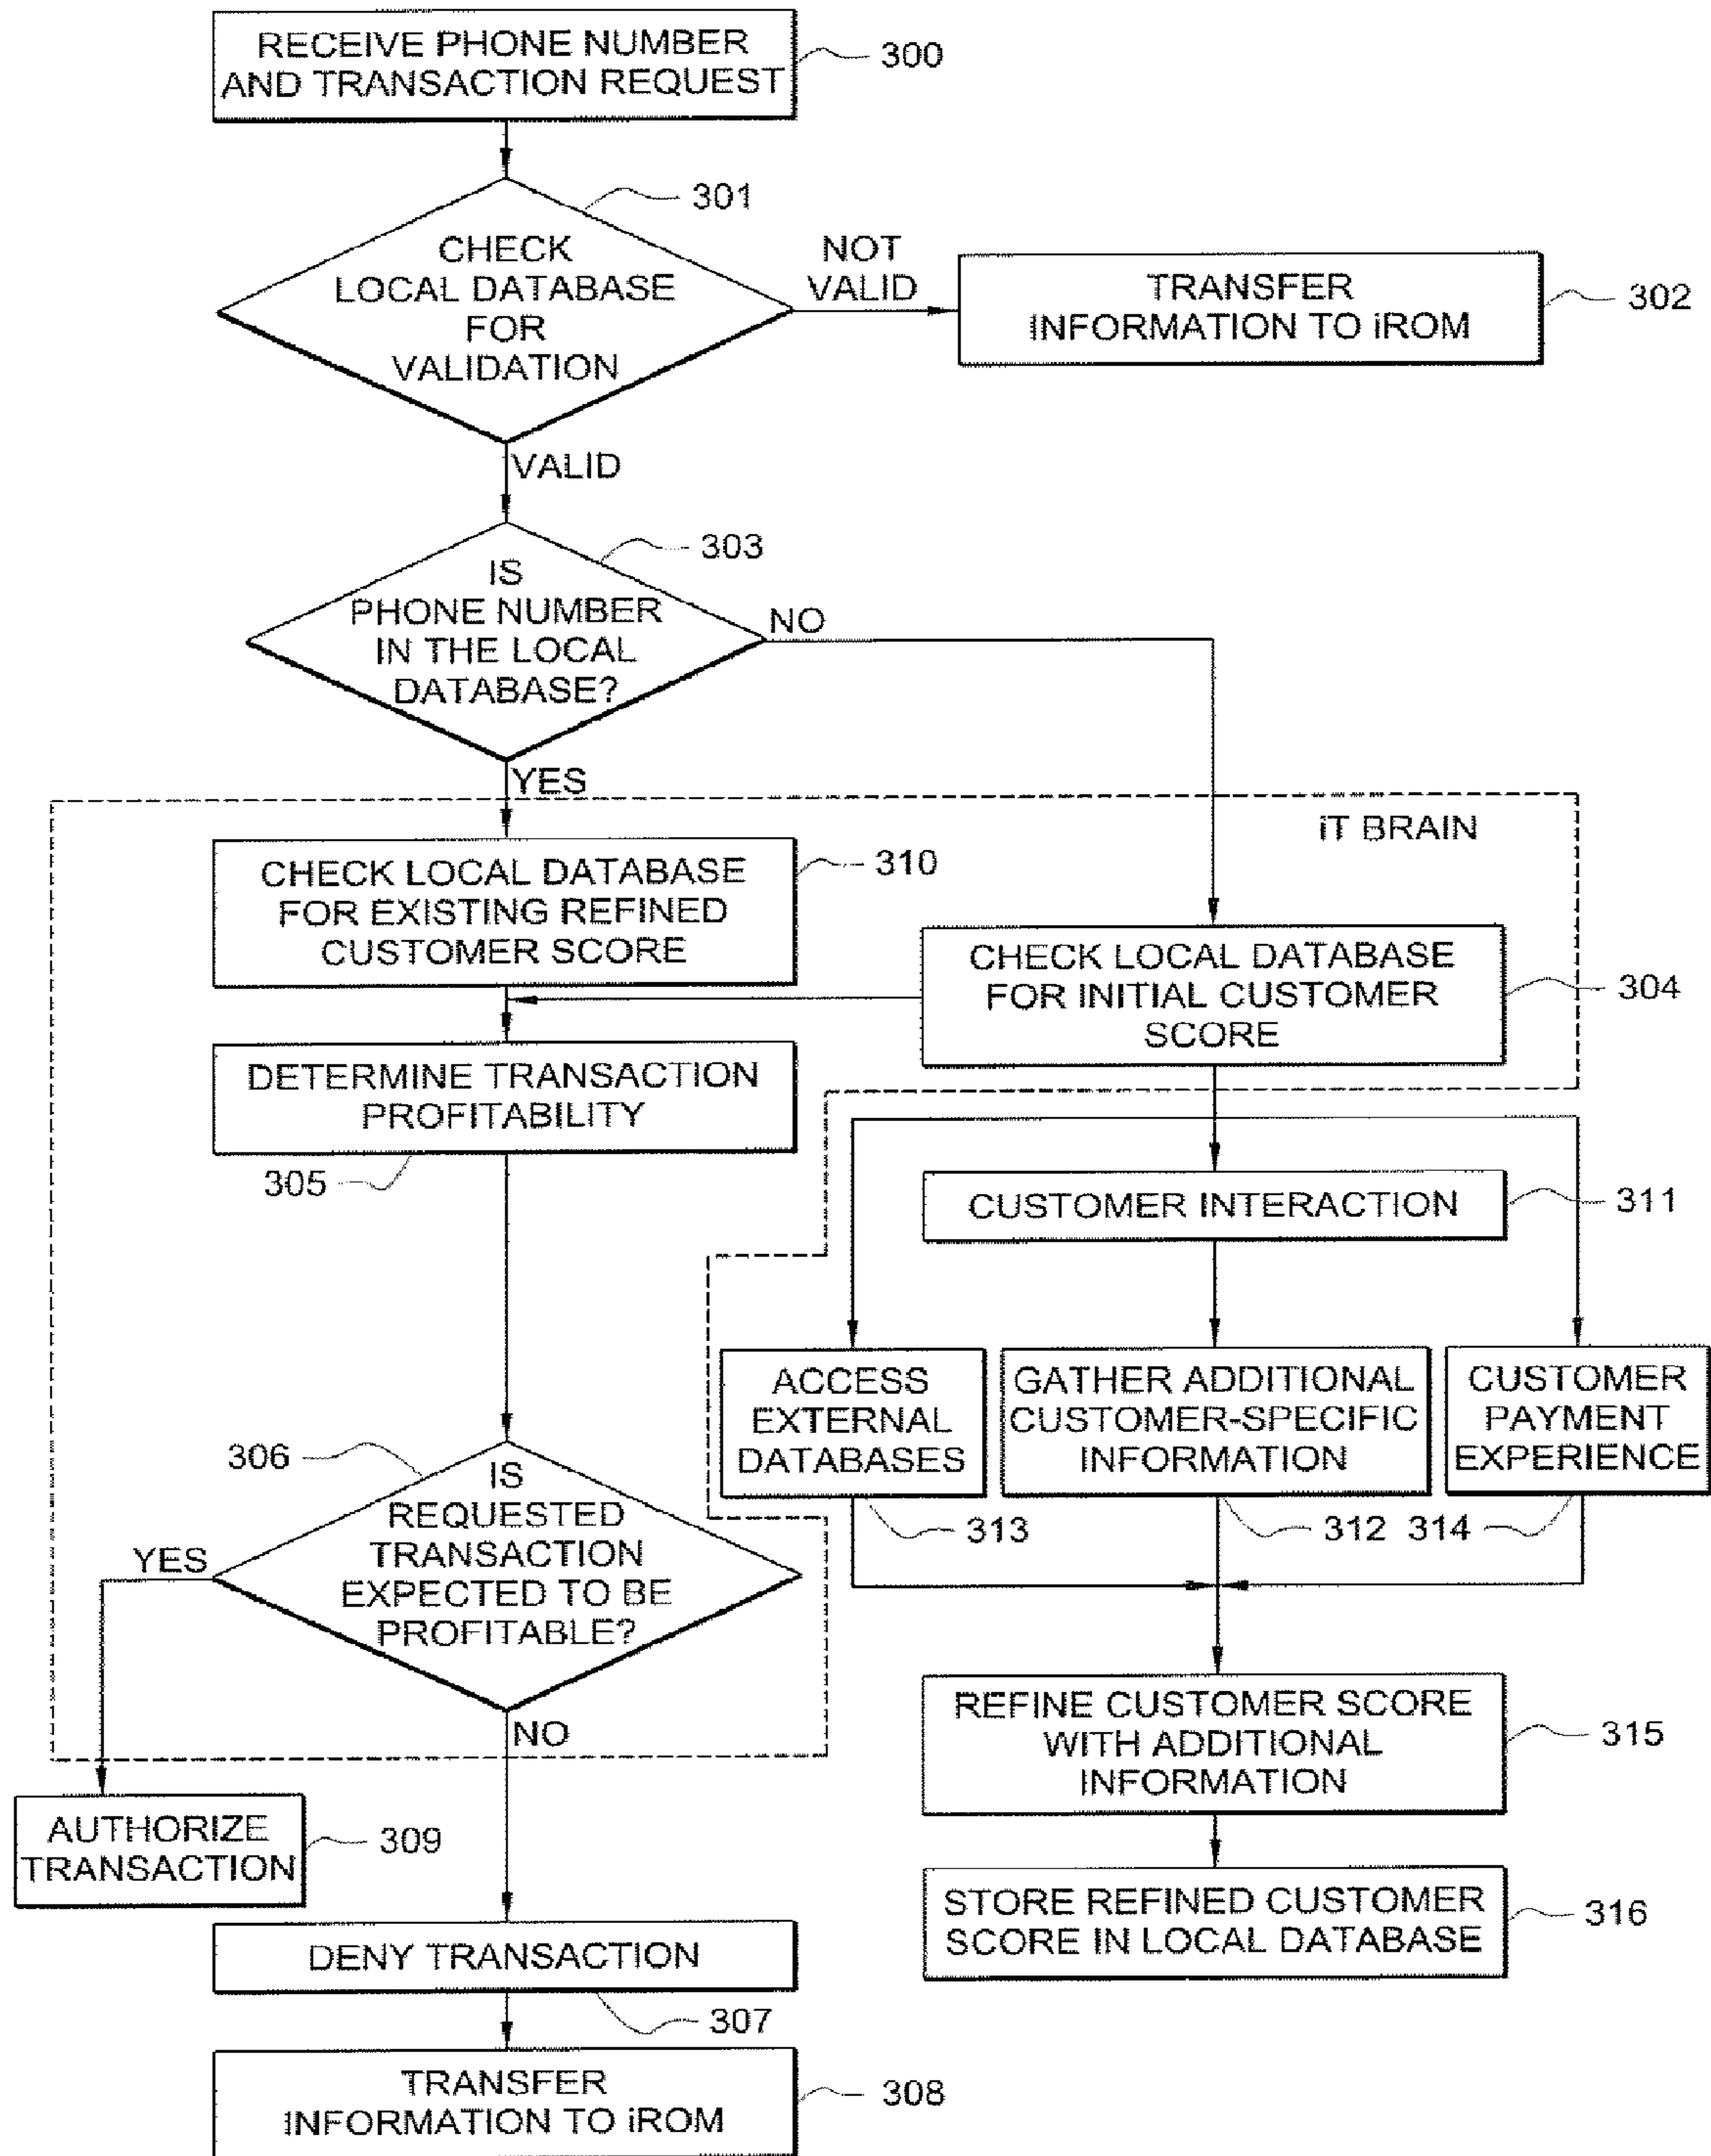 RECEIVE PHONE NUMBER
AND TRANSACTION REQUEST
300
301
CHECK
LOCAL DATABASE
FOR
VALIDATION
NOT
VALID
TRANSFER
INFORMATION TO iROM
302
VALID
303
IS
PHONE NUMBER
IN THE LOCAL
DATABASE?
NO
YES
iT BRAIN
CHECK LOCAL DATABASE
FOR EXISTING REFINED
CUSTOMER SCORE
310
CHECK LOCAL DATABASE
FOR INITIAL CUSTOMER
SCORE
304
DETERMINE TRANSACTION
PROFITABILITY
305
CUSTOMER INTERACTION
311
ACCESS
EXTERNAL
DATABASES
313
GATHER ADDITIONAL
CUSTOMER-SPECIFIC
INFORMATION
312
CUSTOMER
PAYMENT
EXPERIENCE
314
306
IS
REQUESTED
TRANSACTION
EXPECTED TO BE
PROFITABLE?
YES
NO
REFINE CUSTOMER SCORE
WITH ADDITIONAL
INFORMATION
315
AUTHORIZE
TRANSACTION
309
STORE REFINED CUSTOMER
SCORE IN LOCAL DATABASE
316
DENY TRANSACTION
307
TRANSFER
INFORMATION TO iROM
308